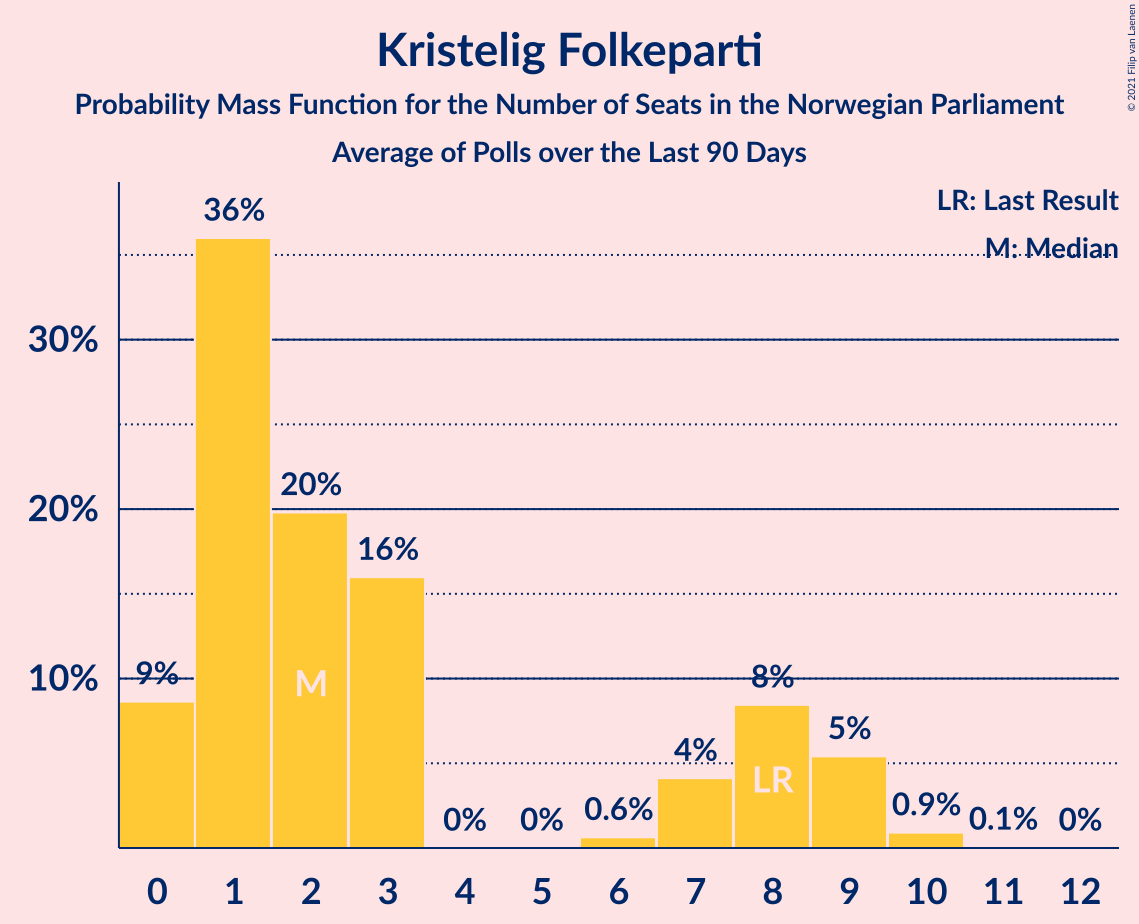 Kristelig Folkeparti
Probability Mass Function for the Number of Seats in the Norwegian Parliament
Average of Polls over the Last 90 Days
© 2021 Filip van Laenen
LR: Last Result
M: Median
36%
30%
20%
20%
16%
10%
9%
M
8%
5%
4%
LR
0%
0%
0.6%
0.9%
0.1%
0%
0 1 2 3 4 5 6 7 8 9 10 11 12